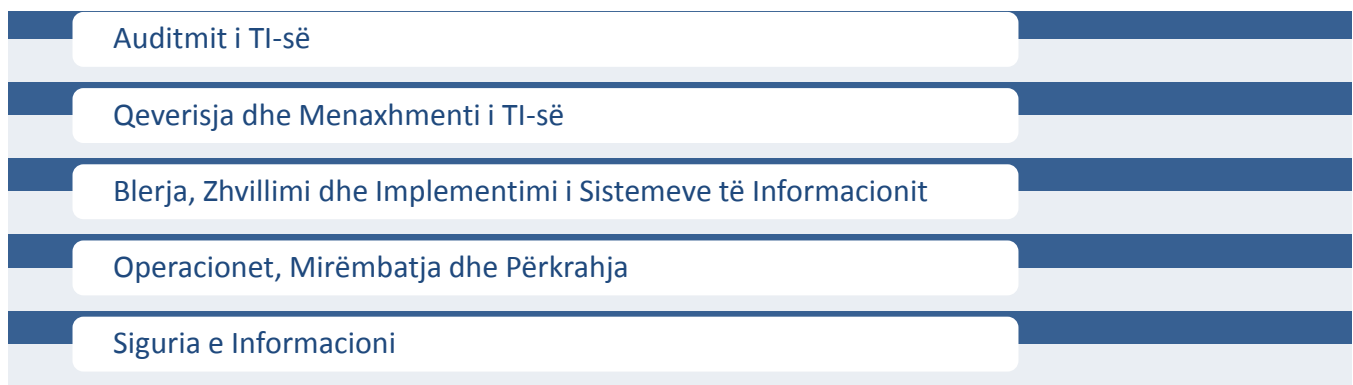 Auditmit i TI-së
Qeverisja dhe Menaxhmenti i TI-së
Blerja, Zhvillimi dhe Implementimi i Sistemeve të Informacionit
Operacionet, Mirëmbatja dhe Përkrahja
Siguria e Informacioni